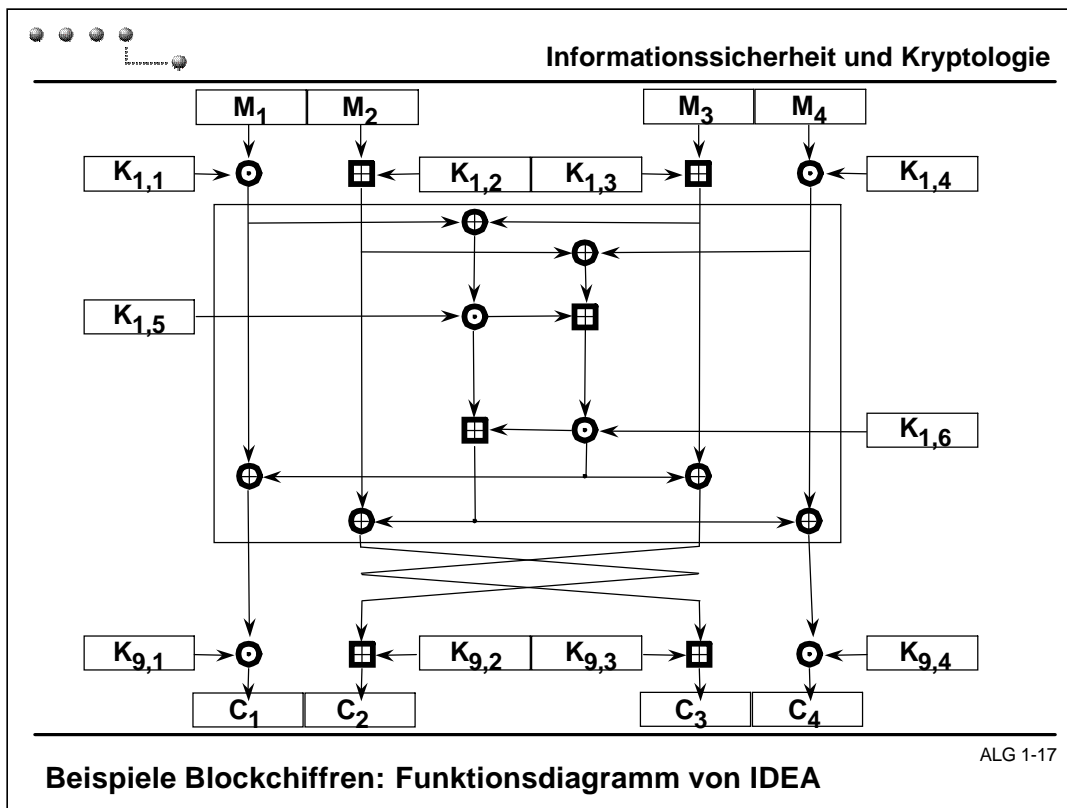 Informationssicherheit und Kryptologie
M1 M2 M3 M4
K1,1 K1,2 K1,3 K1,4
K1,5
K1,6
K9,1 K9,2 K9,3 K9,4
C1 C2 C3 C4
ALG 1-17
Beispiele Blockchiffren: Funktionsdiagramm von IDEA